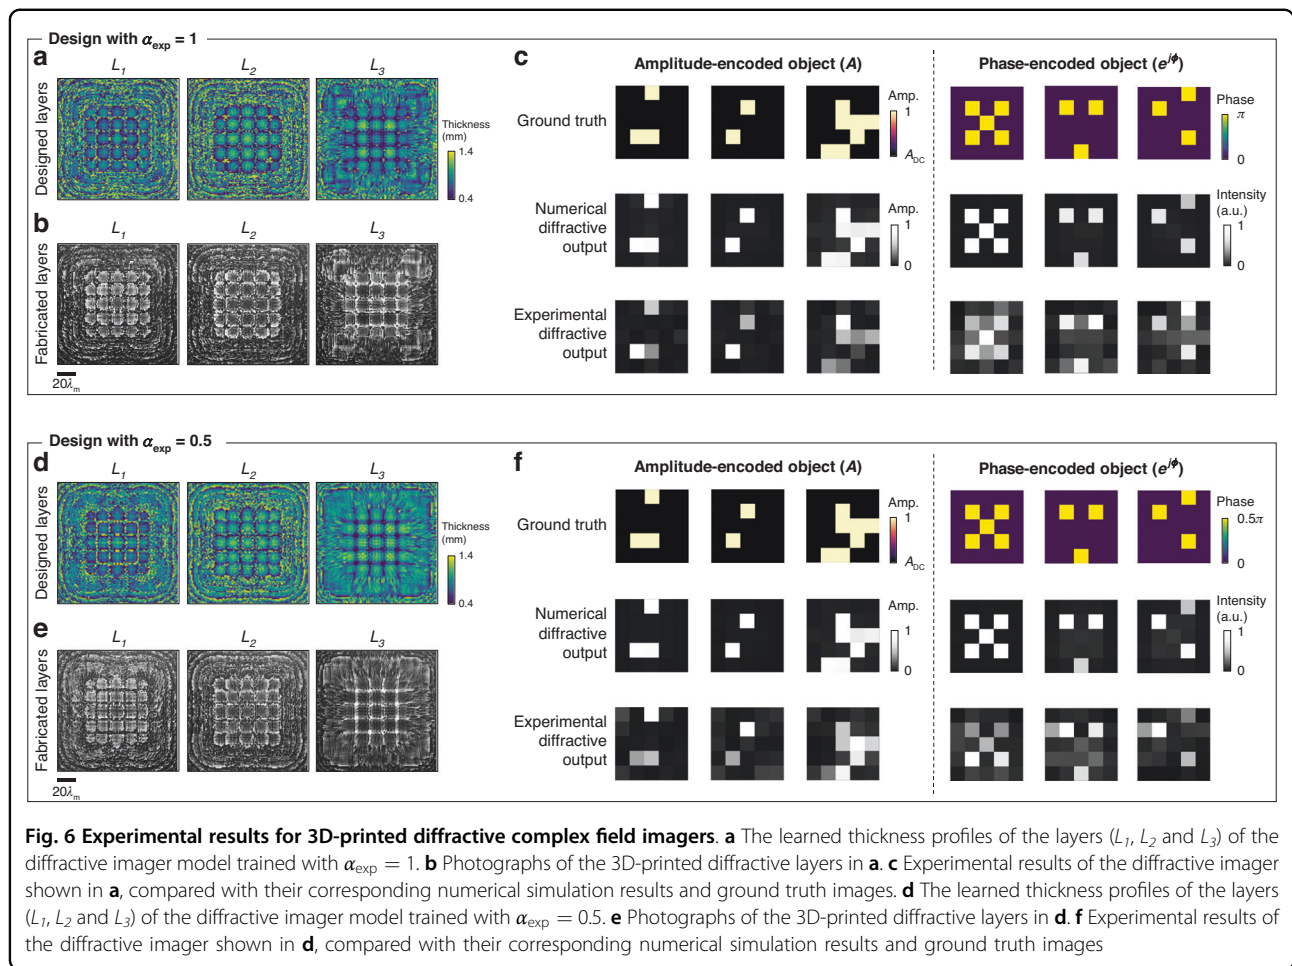 Design with α_exp = 1
a
L1 L2 L3
Designed layers
Thickness
(mm)
1.4
0.4
b
L1 L2 L3
Fabricated layers
20λm
c
Amplitude-encoded object (A)
Phase-encoded object (e^jϕ)
Ground truth
Amp.
1
A_DC
Phase
π
0
Numerical
diffractive
output
Amp.
1
0
Intensity
(a.u.)
1
0
Experimental
diffractive
output
Design with α_exp = 0.5
d
L1 L2 L3
Designed layers
Thickness
(mm)
1.4
0.4
e
L1 L2 L3
Fabricated layers
20λm
f
Amplitude-encoded object (A)
Phase-encoded object (e^jϕ)
Ground truth
Amp.
1
A_DC
Phase
0.5π
0
Numerical
diffractive
output
Amp.
1
0
Intensity
(a.u.)
1
0
Experimental
diffractive
output
Fig. 6 Experimental results for 3D-printed diffractive complex field imagers. a The learned thickness profiles of the layers (L1, L2 and L3) of the
diffractive imager model trained with α_exp = 1. b Photographs of the 3D-printed diffractive layers in a. c Experimental results of the diffractive imager
shown in a, compared with their corresponding numerical simulation results and ground truth images. d The learned thickness profiles of the layers
(L1, L2 and L3) of the diffractive imager model trained with α_exp = 0.5. e Photographs of the 3D-printed diffractive layers in d. f Experimental results of
the diffractive imager shown in d, compared with their corresponding numerical simulation results and ground truth images